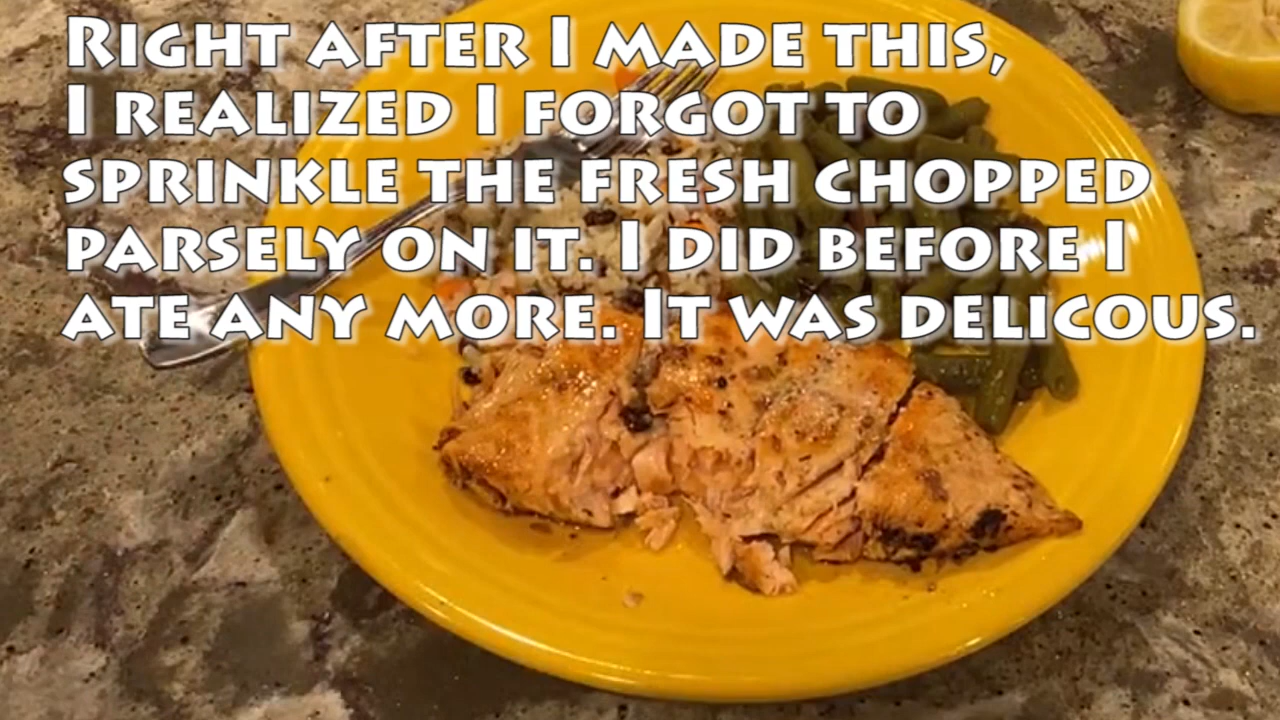 Right after I made this,
I realized I forgot to
sprinkle the fresh chopped
parsely on it. I did before I
ate any more. It was delicous.